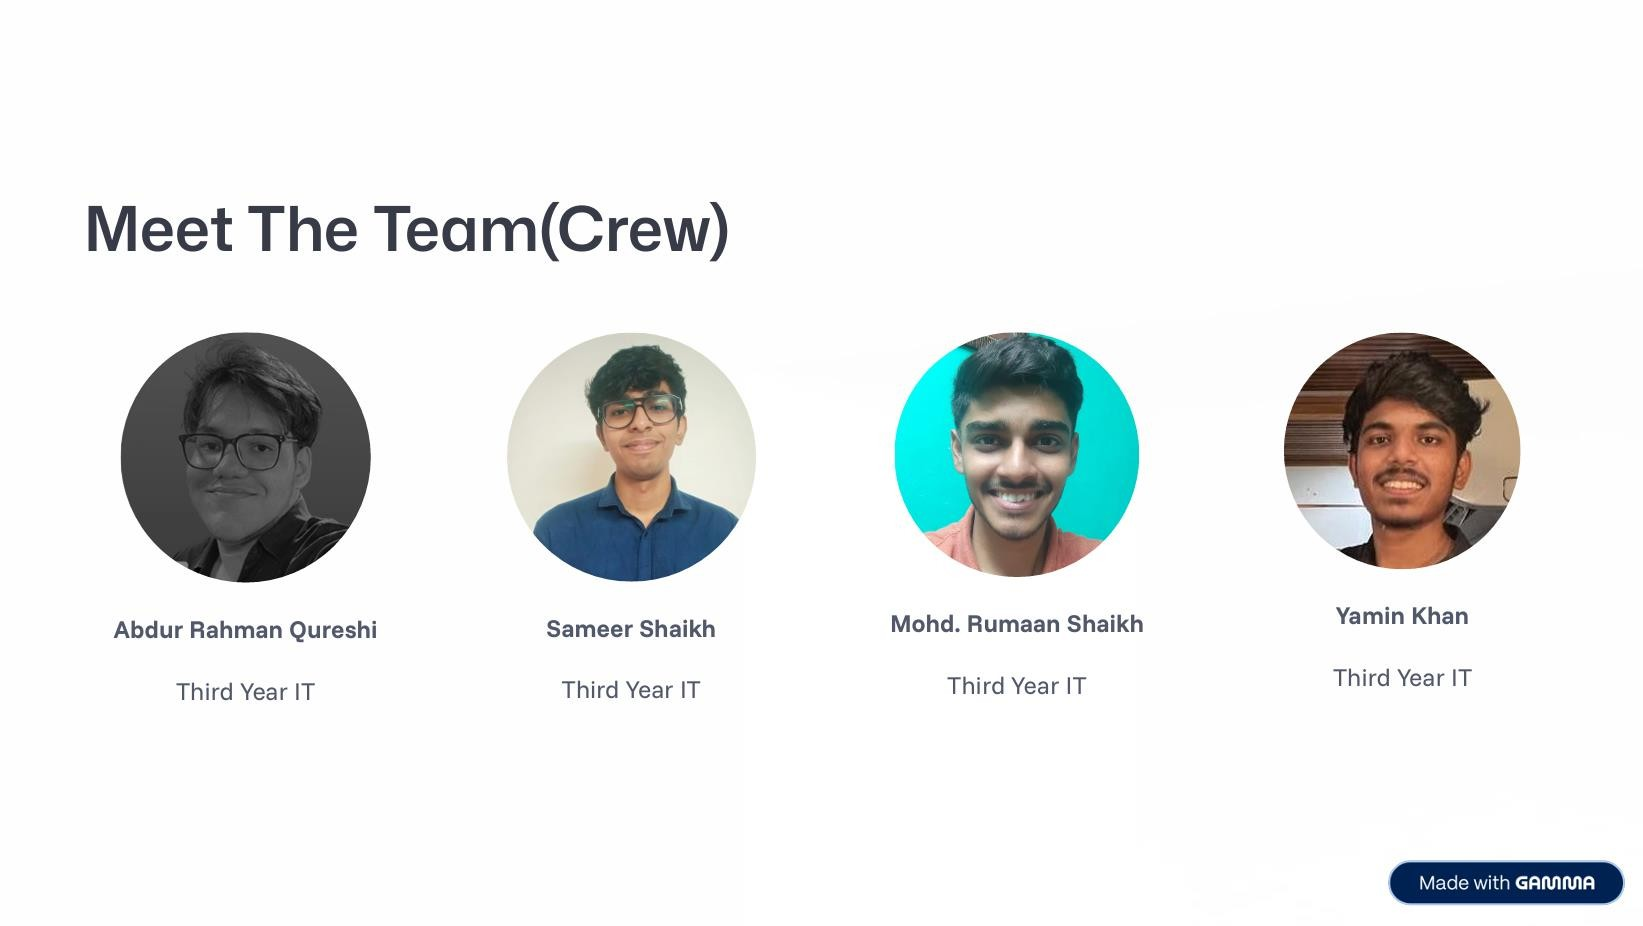 Meet The Team(Crew)
Abdur Rahman Qureshi
Third Year IT
Sameer Shaikh
Third Year IT
Mohd. Rumaan Shaikh
Third Year IT
Yamin Khan
Third Year IT
Made with GAMMA